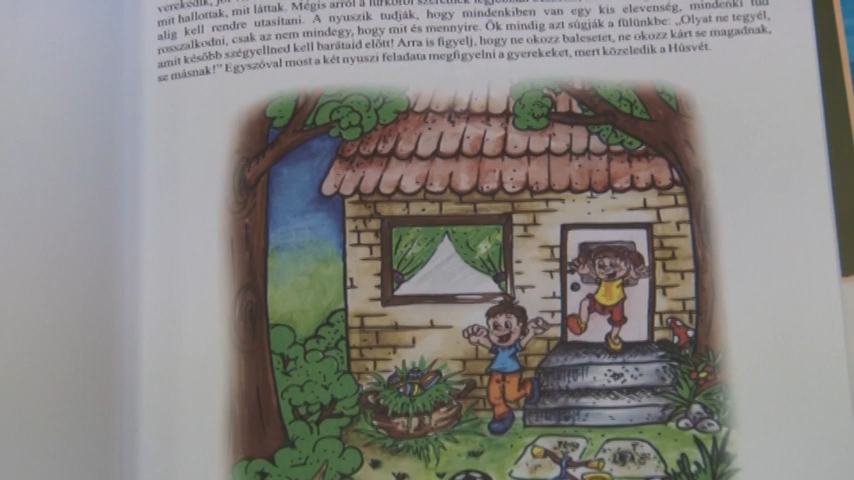 verekedik,
mit hallottak, mit láttak. Mégis arról a
alig kell rendre utasítani. A nyuszik tudják, hogy mindenkiben van egy kis elevenség, mindenki tud
rosszalkodni, csak az nem mindegy, hogy mit és mennyire. Ők mindig azt súgják a fülünkbe: „Olyat ne tegyél,
amit később szégyellned kell barátaid előtt! Arra is figyelj, hogy ne okozz balesetet, ne okozz kárt se magadnak,
se másnak!" Egyszóval most a két nyuszi feladata megfigyelni a gyerekeket, mert közeledik a Húsvét.